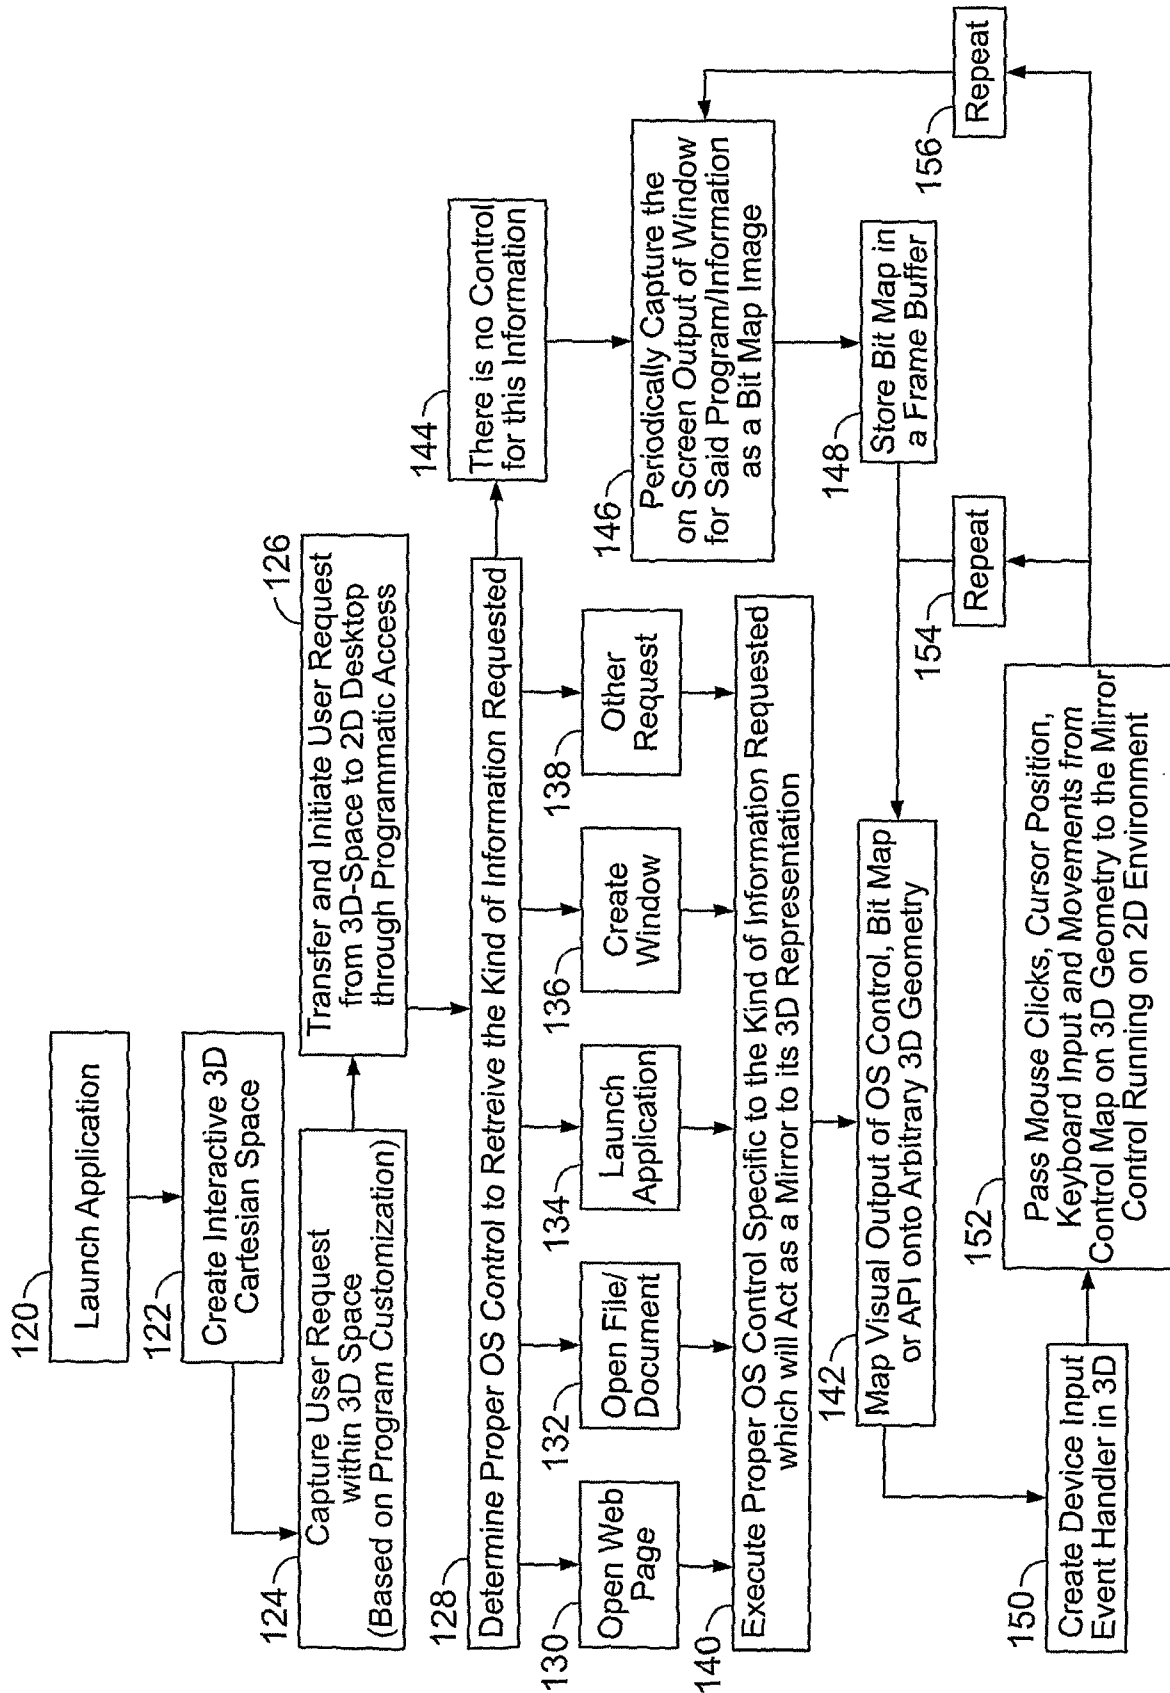 120
Launch Application
122
Create Interactive 3D
Cartesian Space
124
Capture User Request
within 3D Space
(Based on Program Customization)
126
Transfer and Initiate User Request
from 3D-Space to 2D Desktop
through Programmatic Access
128
Determine Proper OS Control to Retreive the Kind of Information Requested
130
Open Web
Page
132
Open File/
Document
134
Launch
Application
136
Create
Window
138
Other
Request
140
Execute Proper OS Control Specific to the Kind of Information Requested
which will Act as a Mirror to its 3D Representation
142
Map Visual Output of OS Control, Bit Map
or API onto Arbitrary 3D Geometry
144
There is no Control
for this Information
146
Periodically Capture the
on Screen Output of Window
for Said Program/Information
as a Bit Map Image
148
Store Bit Map in
a Frame Buffer
150
Create Device Input
Event Handler in 3D
152
Pass Mouse Clicks, Cursor Position,
Keyboard Input and Movements from
Control Map on 3D Geometry to the Mirror
Control Running on 2D Environment
154
Repeat
156
Repeat